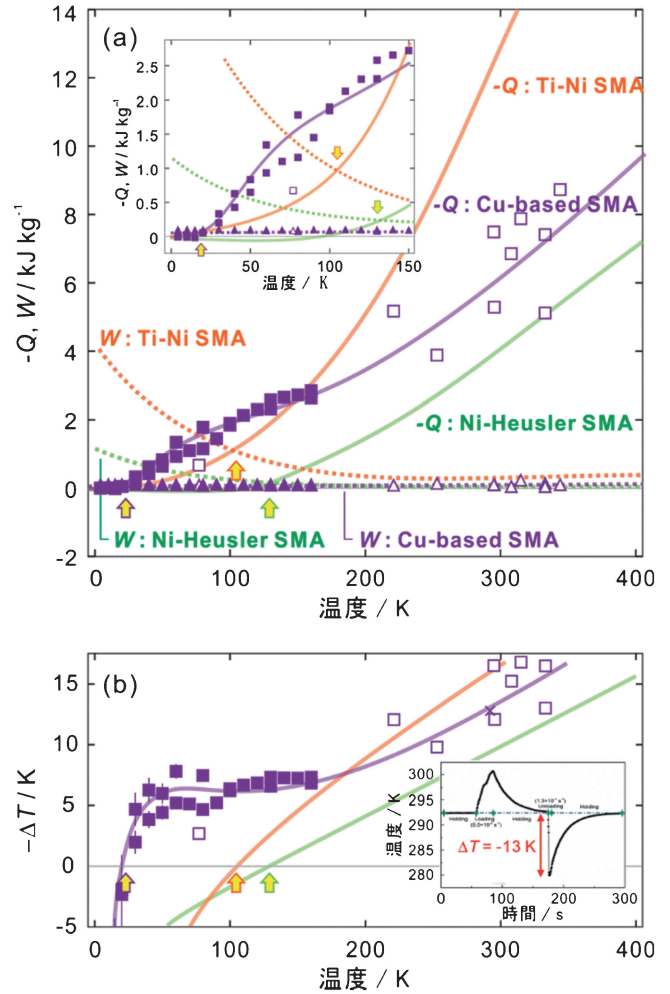 (a)
14
12
10
8
6
4
2
0
-2
-Q, W / kJ kg⁻¹
0
100
200
300
400
温度 / K
2.5
2.0
1.5
1.0
0.5
0
-Q, W / kJ kg⁻¹
0
50
100
150
温度 / K
-Q : Ti-Ni SMA
-Q : Cu-based SMA
W : Ti-Ni SMA
-Q : Ni-Heusler SMA
W : Ni-Heusler SMA
W : Cu-based SMA
(b)
15
10
5
0
-5
−ΔT / K
0
100
200
300
400
温度 / K
300
295
290
285
280
温度 / K
Holding
Loading
Holding
Unloading
Holding
ΔT = -13 K
0
100
200
300
時間 / s